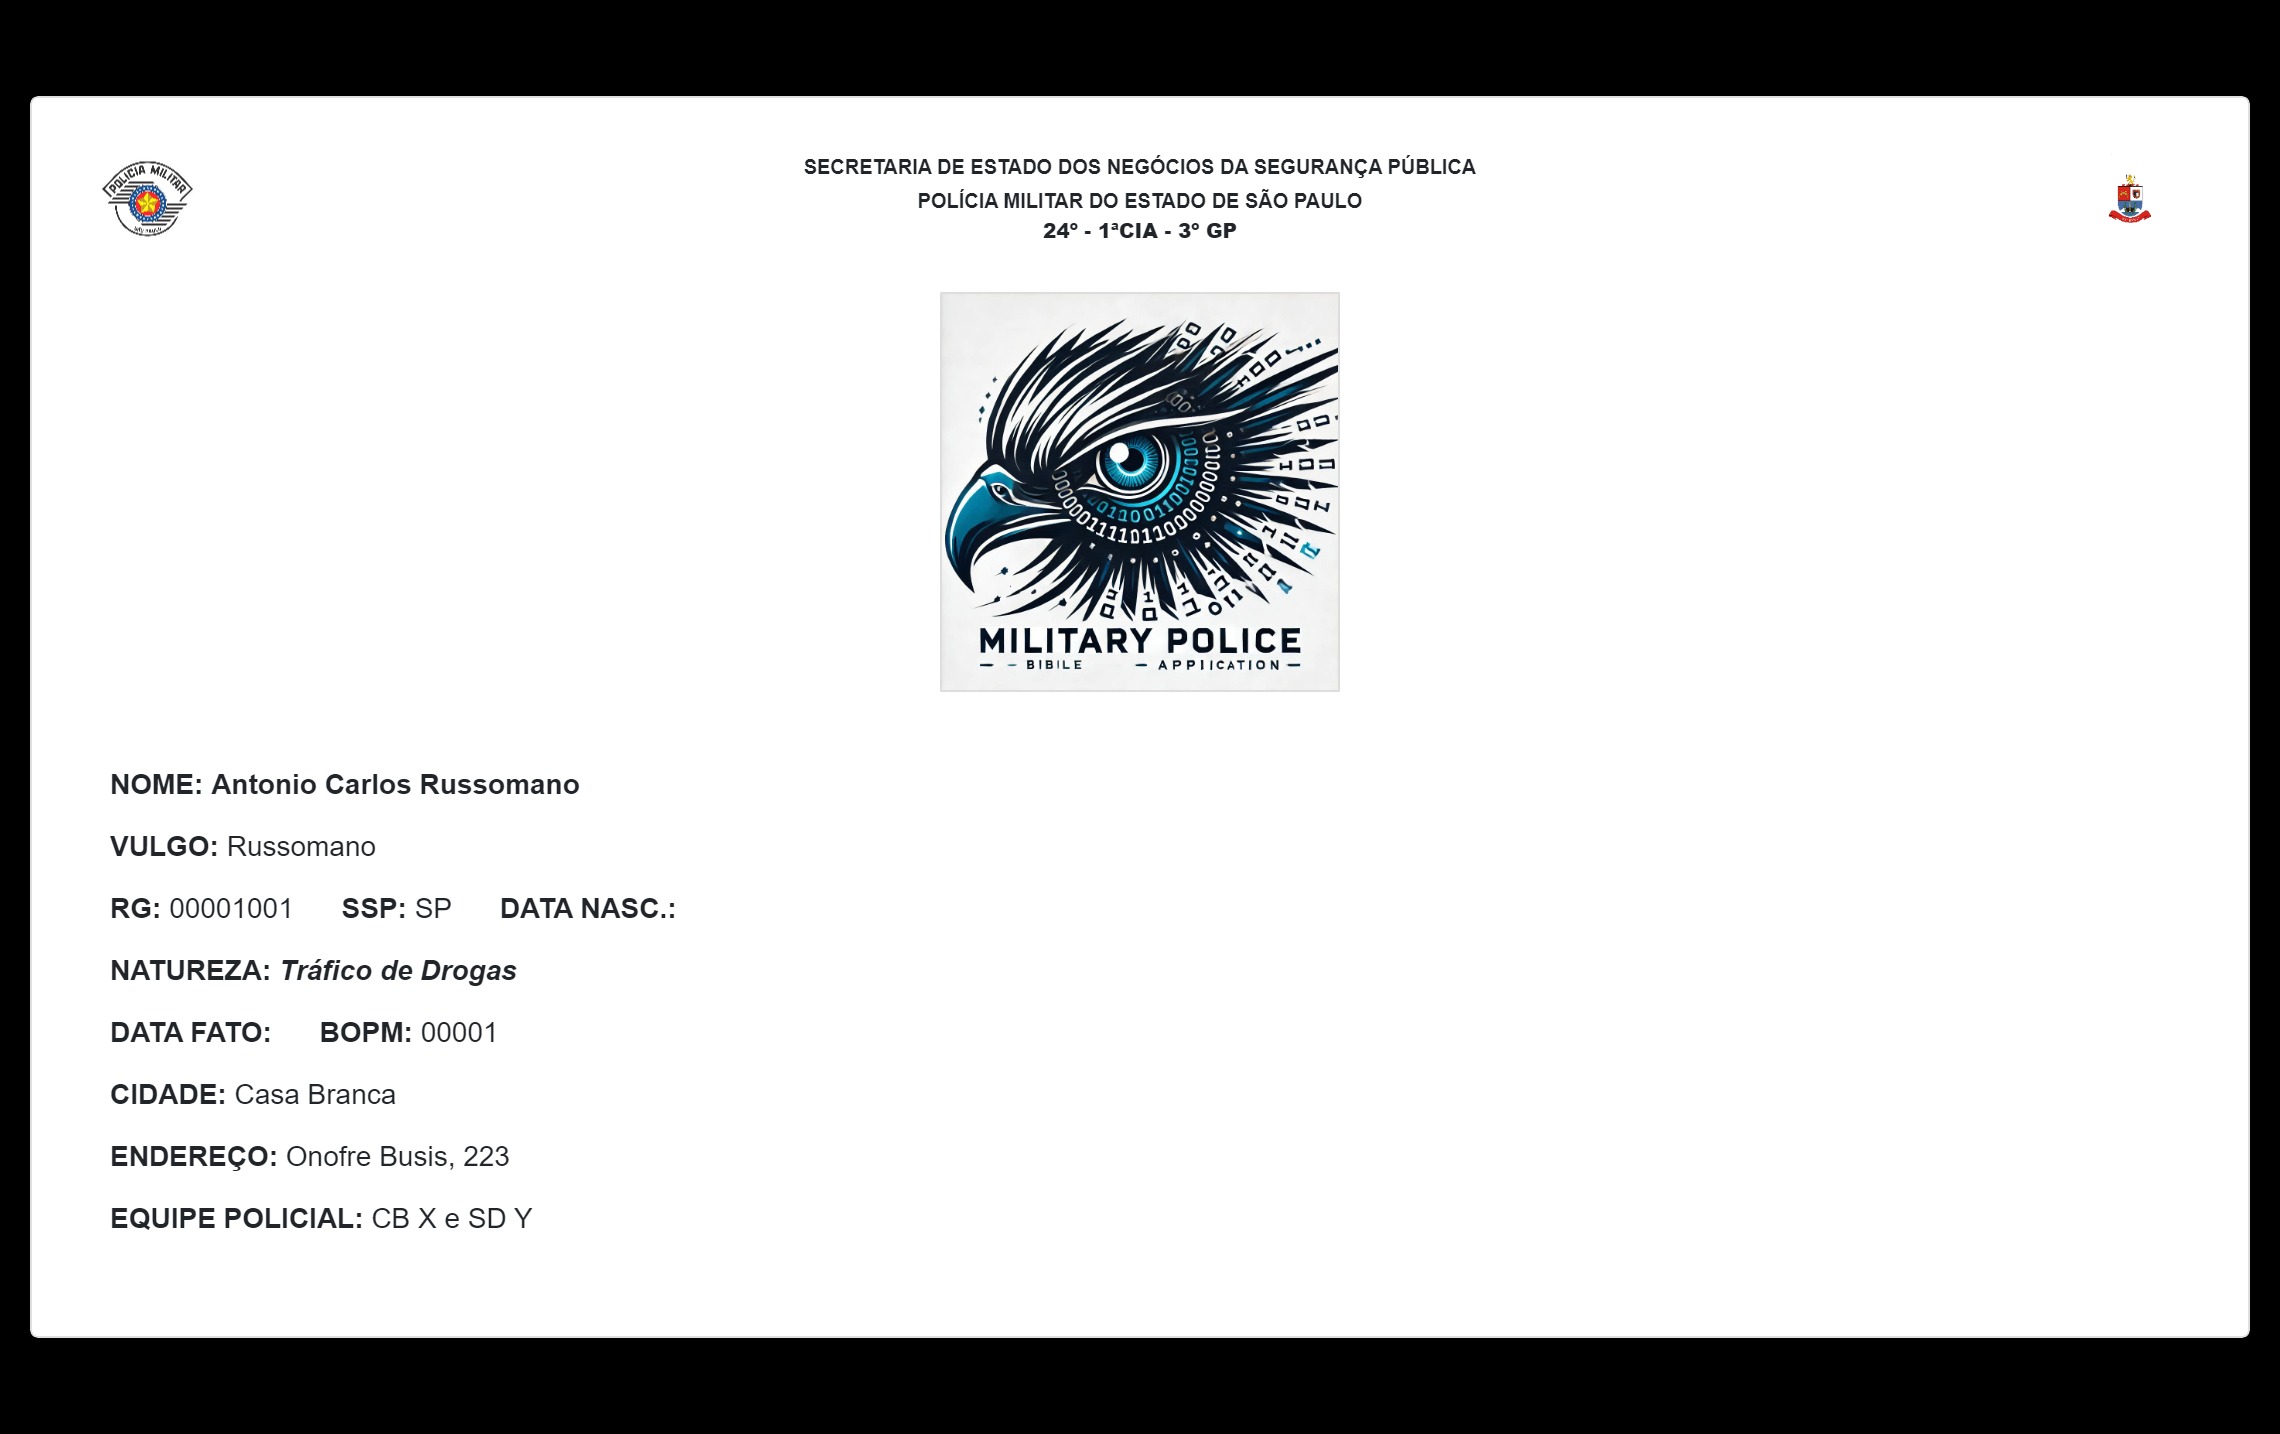 POLÍCIA MILITAR
SECRETARIA DE ESTADO DOS NEGÓCIOS DA SEGURANÇA PÚBLICA
POLÍCIA MILITAR DO ESTADO DE SÃO PAULO
24º - 1ªCIA - 3º GP
MILITARY POLICE
BIBILE APPIICATION
NOME: Antonio Carlos Russomano
VULGO: Russomano
RG: 00001001 SSP: SP DATA NASC.:
NATUREZA: Tráfico de Drogas
DATA FATO: BOPM: 00001
CIDADE: Casa Branca
ENDEREÇO: Onofre Busis, 223
EQUIPE POLICIAL: CB X e SD Y